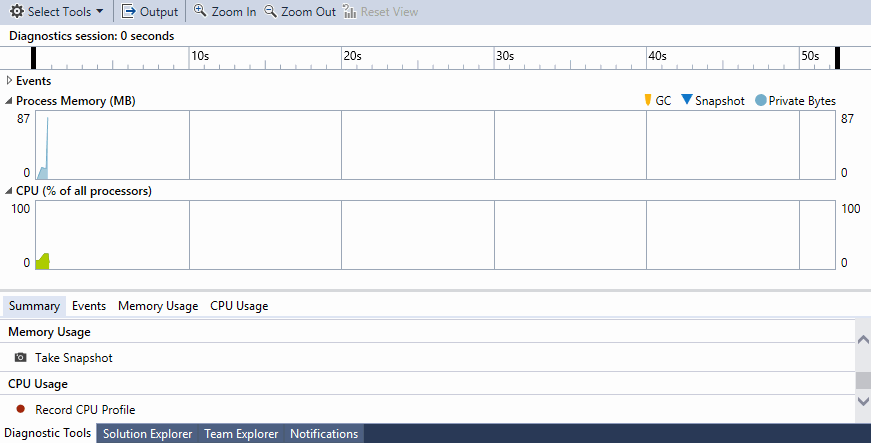 Select Tools Output Zoom In Zoom Out Reset View
Diagnostics session: 0 seconds
10s 20s 30s 40s 50s
Events
Process Memory (MB) GC Snapshot Private Bytes
87 87
0 0
CPU (% of all processors)
100 100
0 0
Summary Events Memory Usage CPU Usage
Memory Usage
Take Snapshot
CPU Usage
Record CPU Profile
Diagnostic Tools Solution Explorer Team Explorer Notifications